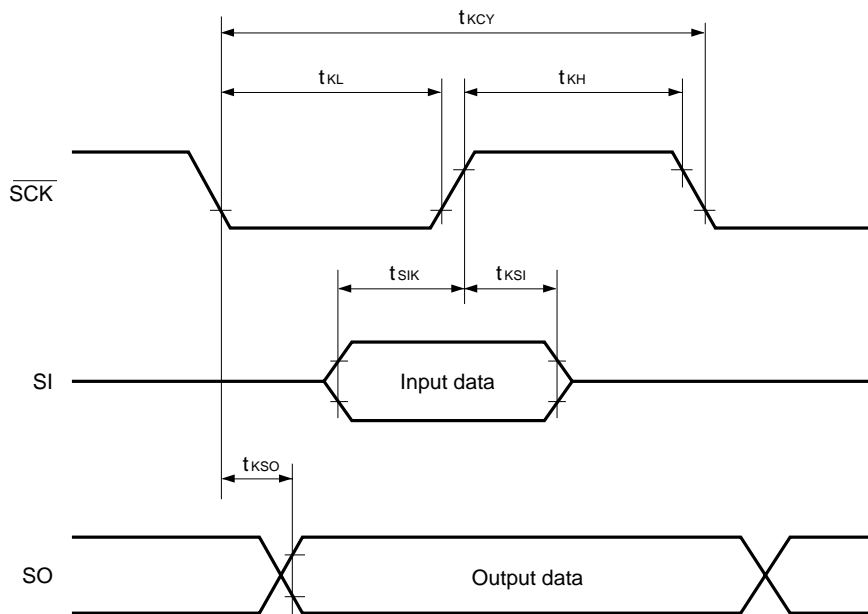 tKCY
tKL
tKH
SCK
tSIK
tKSI
SI
Input data
tKSO
SO
Output data